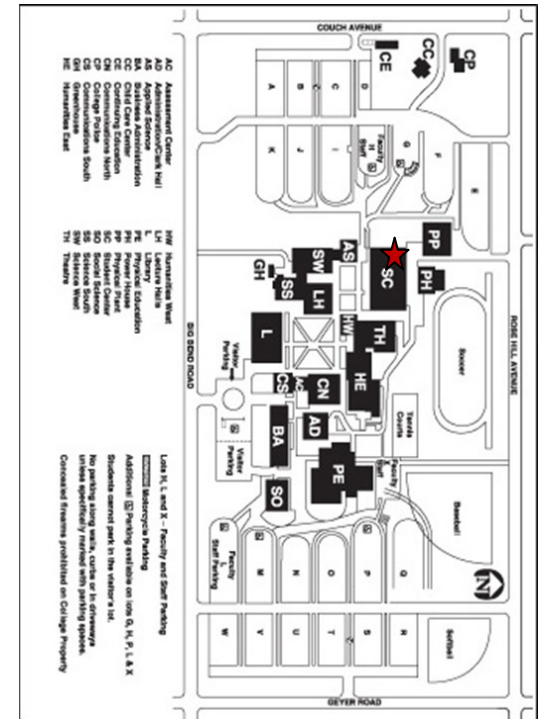 COUCH AVENUE
CE
CC
CP
A
B
C
D
Faculty
H
Staff
G
F
E
K
J
I
AS
SW
GH
SS
LH
SC
PP
PH
HW
TH
L
HE
CN
AC
CS
AD
BA
PE
SO
Soccer
ROSE HILL AVENUE
BIG BEND ROAD
Visitor
Parking
Visitor
Parking
Tennis
Courts
Faculty
X
Staff
Baseball
Softball
N
Faculty
L
Staff Parking
M
N
O
P
Q
W
V
U
T
S
R
GEYER ROAD
AC Assessment Center
AD Administration/Clark Hall
AS Applied Science
BA Business Administration
CC Child Care Center
CE Continuing Education
CN Communications North
CP College Police
CS Communications South
GH Greenhouse
HE Humanities East
HW Humanities West
LH Lecture Halls
L Library
PE Physical Education
PH Power House
PP Physical Plant
SC Student Center
SO Social Science
SS Science South
SW Science West
TH Theatre
Lots H, L and X – Faculty and Staff Parking
Motorcycle Parking
Additional Parking available on lots G, H, P, L & X
Students cannot park in the visitor's lot.
No parking along walls, curbs or in driveways
unless specifically marked with parking spaces.
Concealed firearms prohibited on College Property